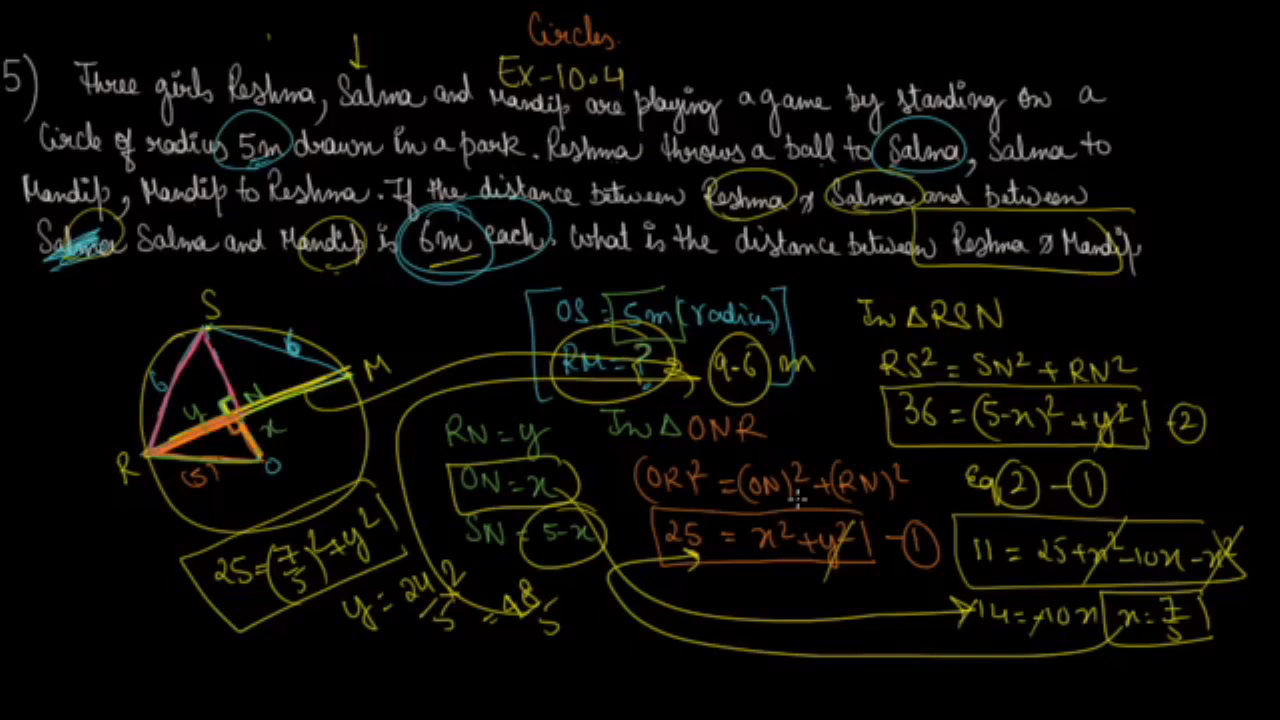 Circles.
Ex-10.4
5) Three girls Reshma, Salma and Mandip are playing a game by standing on a
Circle of radius 5m drawn in a park. Reshma throws a ball to Salma, Salma to
Mandip, Mandip to Reshma. If the distance between Reshma & Salma and between
Salma Salma and Mandip is 6m each, What is the distance between Reshma & Mandip
S
6
6
M
N
y
x
R
(5)
O
OS = 5m (radius)
RM = ? 9.6 m
RN = y
ON = x
SN = 5-x
In △ ONR
(OR)² = (ON)² + (RN)²
25 = x² + y² - ①
In △ RSN
RS² = SN² + RN²
36 = (5-x)² + y² - ②
Eq ② - ①
11 = 25 + x² - 10x - x²
-14 = -10x x = 7/5
25 = (7/5)² + y²
y = 24/5
= 48/5